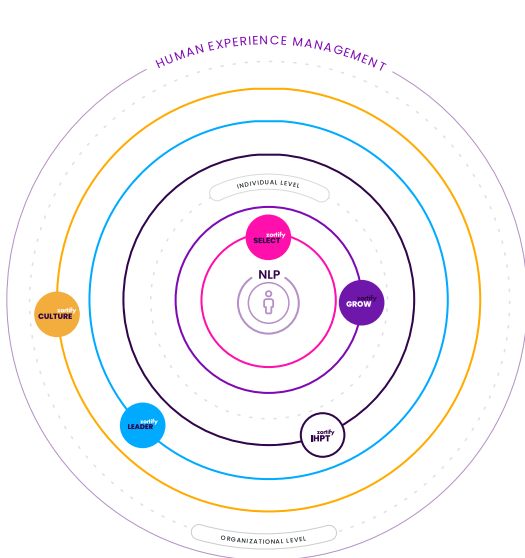 HUMAN EXPERIENCE MANAGEMENT
INDIVIDUAL LEVEL
zortify
SELECT
NLP
zortify
GROW
zortify
CULTURE
zortify
LEADER
zortify
HPT
ORGANIZATIONAL LEVEL